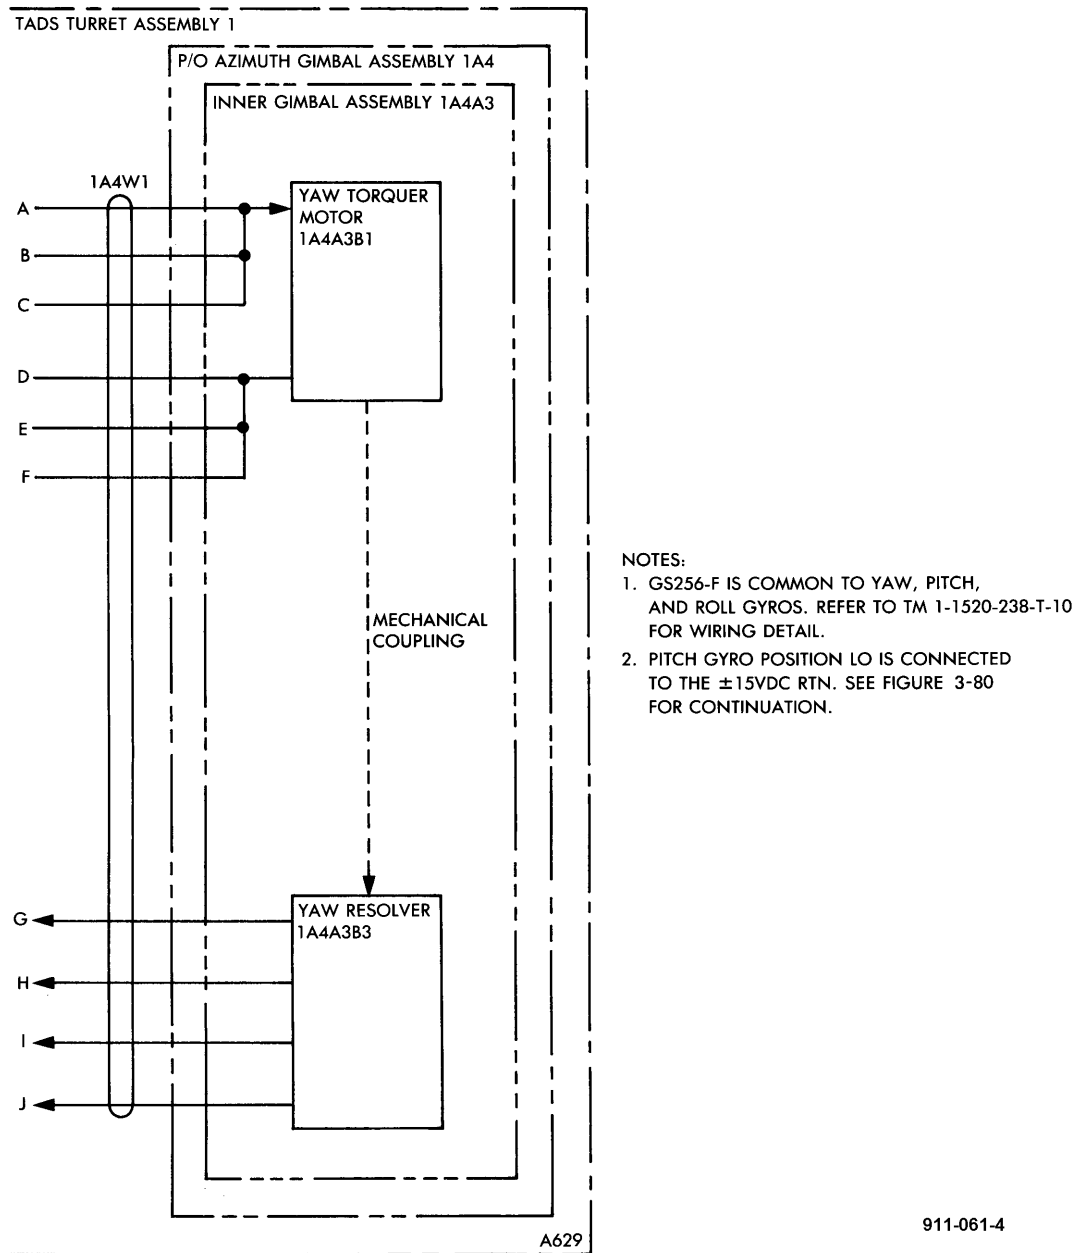 TADS TURRET ASSEMBLY 1
P/O AZIMUTH GIMBAL ASSEMBLY 1A4
INNER GIMBAL ASSEMBLY 1A4A3
1A4W1
A
B
C
D
E
F
YAW TORQUER
MOTOR
1A4A3B1
MECHANICAL
COUPLING
YAW RESOLVER
1A4A3B3
G
H
I
J
A629
NOTES:
1. GS256-F IS COMMON TO YAW, PITCH,
AND ROLL GYROS. REFER TO TM 1-1520-238-T-10
FOR WIRING DETAIL.
2. PITCH GYRO POSITION LO IS CONNECTED
TO THE ±15VDC RTN. SEE FIGURE 3-80
FOR CONTINUATION.
911-061-4